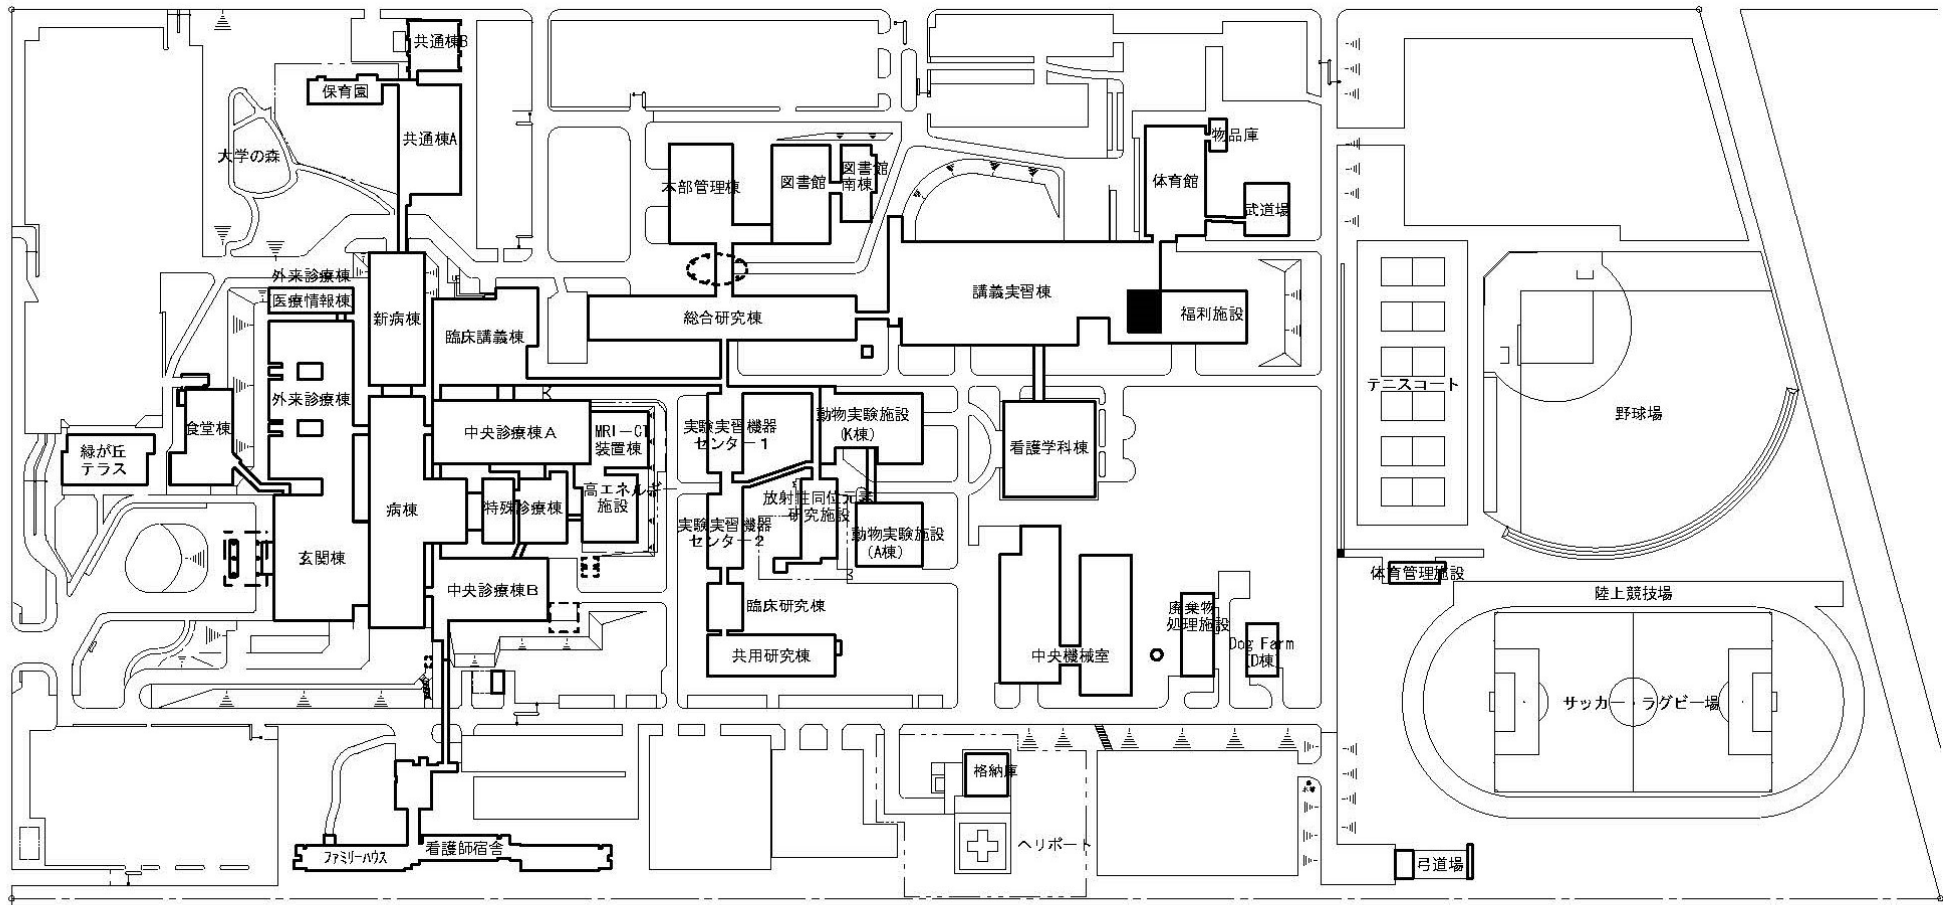 共通棟B
保育園
共通棟A
大学の森
物品庫
本部管理棟
図書館
図書館
南棟
体育館
武道場
外来診療棟
医療情報棟
新病棟
臨床講義棟
総合研究棟
講義実習棟
福利施設
テニスコート
野球場
外来診療棟
食堂棟
緑が丘
テラス
中央診療棟A
MRI-CT
装置棟
実験実習機器
センター1
動物実験施設
(K棟)
看護学科棟
病棟
特殊診療棟
高エネルギー
施設
放射性同位元素
研究施設
実験実習機器
センター2
動物実験施設
(A棟)
玄関棟
中央診療棟B
臨床研究棟
共用研究棟
中央機械室
廃棄物
処理施設
Dog Farm
(D棟)
体育管理施設
陸上競技場
サッカー・ラグビー場
格納庫
ヘリポート
ファミリーハウス
看護師宿舎
弓道場